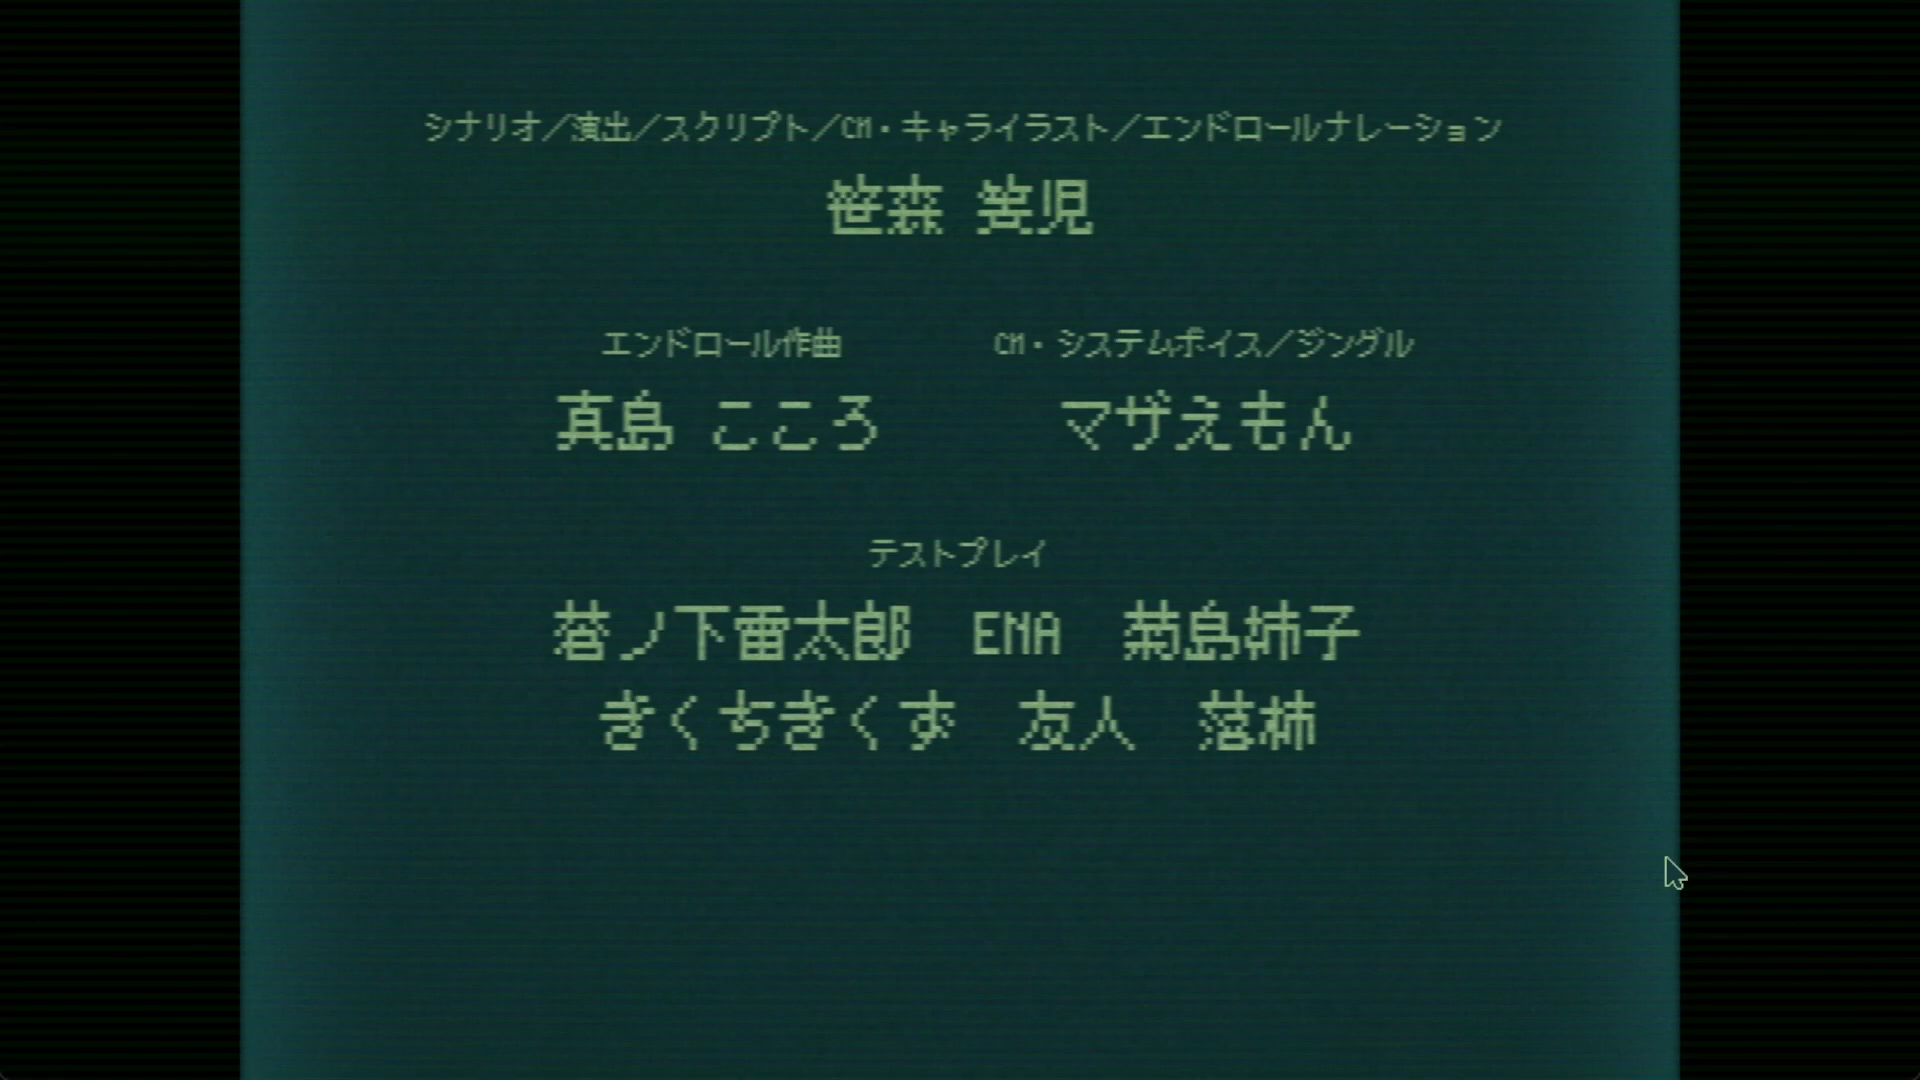 シナリオ／演出／スクリプト／CM・キャライラスト／エンドロールナレーション
笹森 笑児
エンドロール作曲　CM・システムボイス／ジングル
真島 こころ　マザえもん
テストプレイ
ノ下雷太郎　ENA　菊島姉子
きくちきくす　友人　落柿